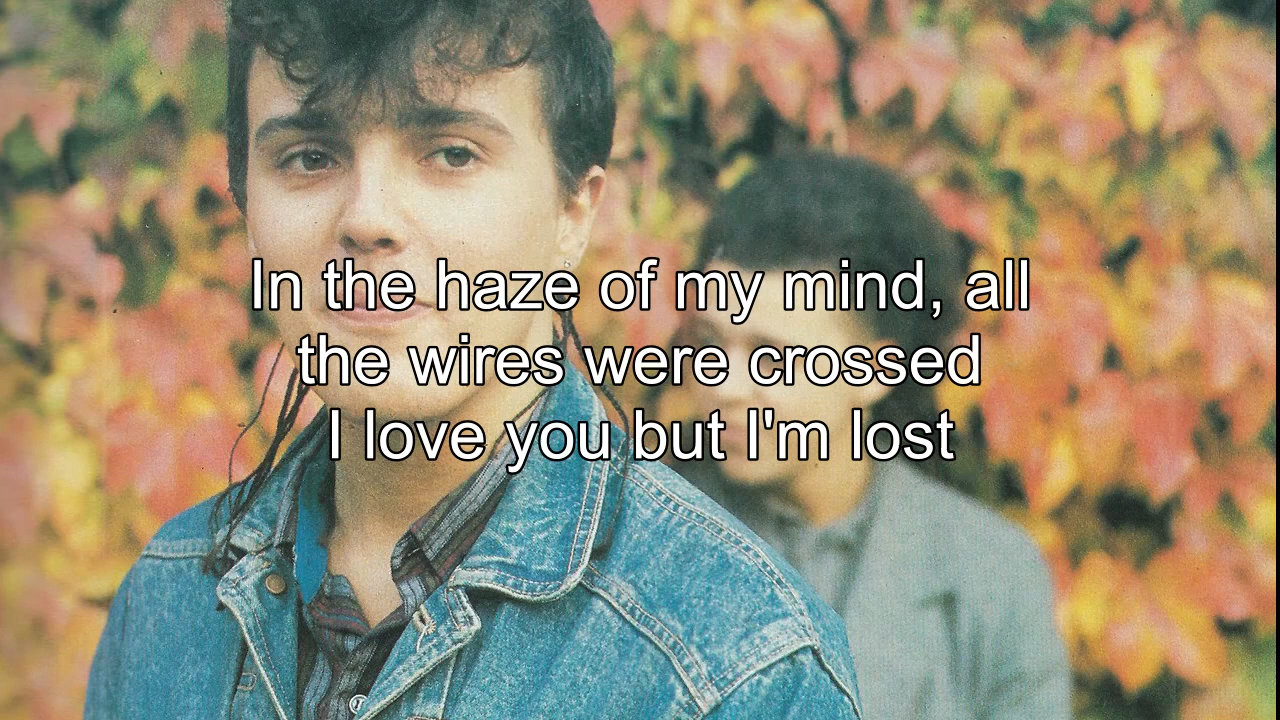 In the haze of my mind, all
the wires were crossed
I love you but I'm lost